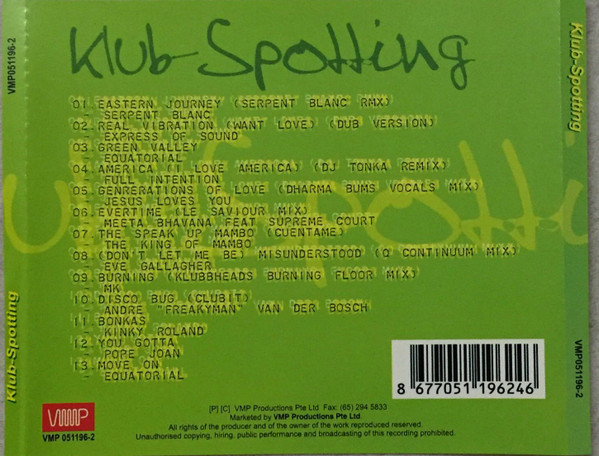 Klub-Spotting
01. EASTERN JOURNEY (SERPENT BLANC RMX)
- SERPENT BLANC
02. REAL VIBRATION (WANT LOVE) (DUB VERSION)
- EXPRESS OF SOUND
03. GREEN VALLEY
- EQUATORIAL
04. AMERICA (I LOVE AMERICA) (DJ TONKA REMIX)
- FULL INTENTION
05. GENRERATIONS OF LOVE (DHARMA BUMS VOCALS MIX)
- JESUS LOVES YOU
06. EVERTIME (LE SAVIOUR MIX)
- MEETA BHAVANA FEAT SUPREME COURT
07. THE SPEAK UP MAMBO (CUENTAME)
- THE KING OF MAMBO
08. (DON'T LET ME BE) MISUNDERSTOOD (Q CONTINUUM MIX)
- EVE GALLAGHER
09. BURNING (KLUBBHEADS BURNING FLOOR MIX)
- MK
10. DISCO BUG (CLUBIT)
- ANDRE "FREAKYMAN" VAN DER BOSCH
11. BONKAS
- KINKY ROLAND
12. YOU GOTTA
- POPE JOAN
13. MOVE ON
- EQUATORIAL
8 677051 196246
VMP
VMP 051196-2
[P] [C] VMP Productions Pte Ltd Fax: (65) 294 5833
Marketed by VMP Productions Pte Ltd.
All rights of the producer and of the owner of the work reproduced reserved.
Unauthorised copying, hiring, public performance and broadcasting of this recording prohibited.
VMP051196-2
Klub-Spotting
Klub-Spotting
VMP051196-2